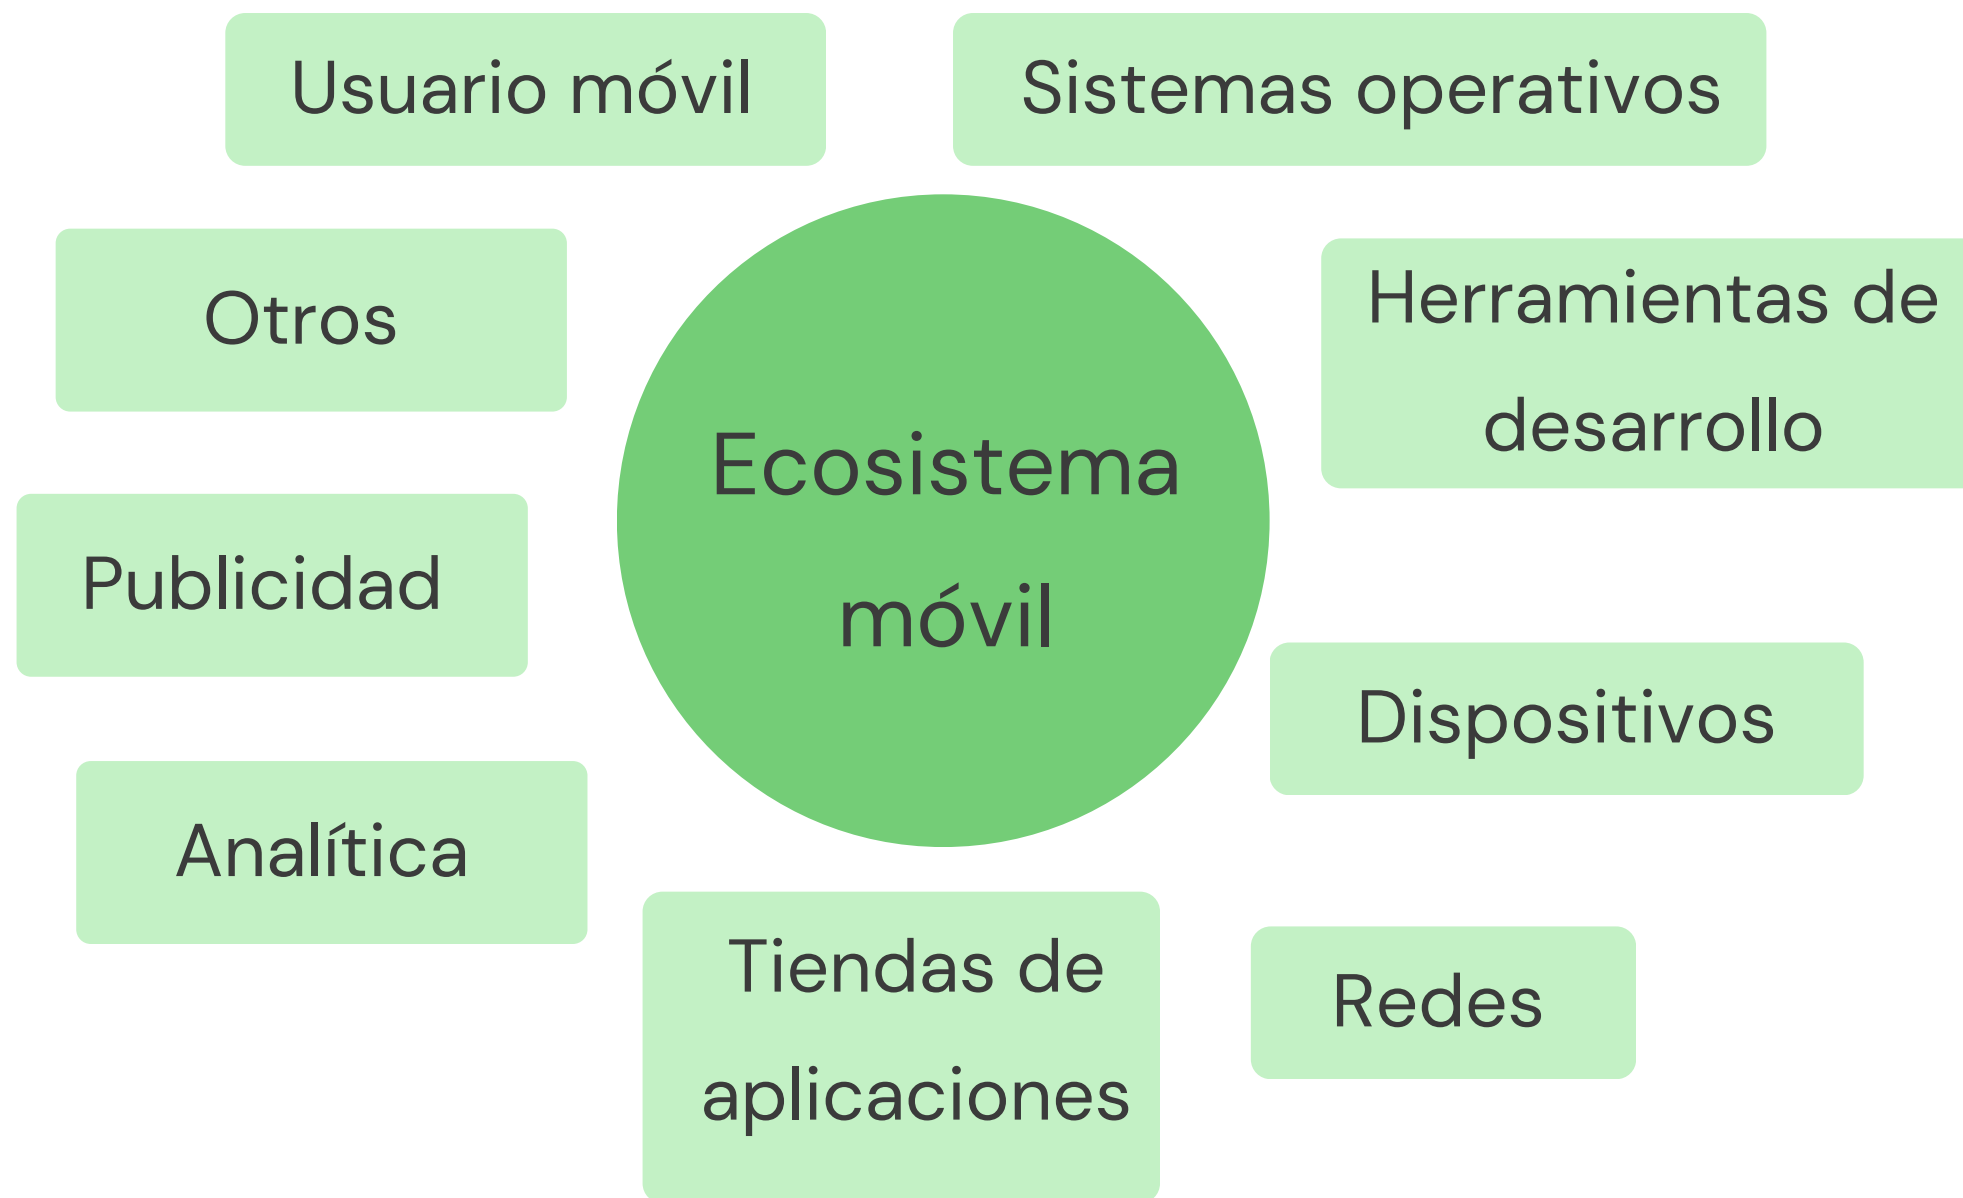 Usuario móvil
Sistemas operativos
Otros
Herramientas de
desarrollo
Ecosistema
móvil
Publicidad
Dispositivos
Analítica
Tiendas de
aplicaciones
Redes